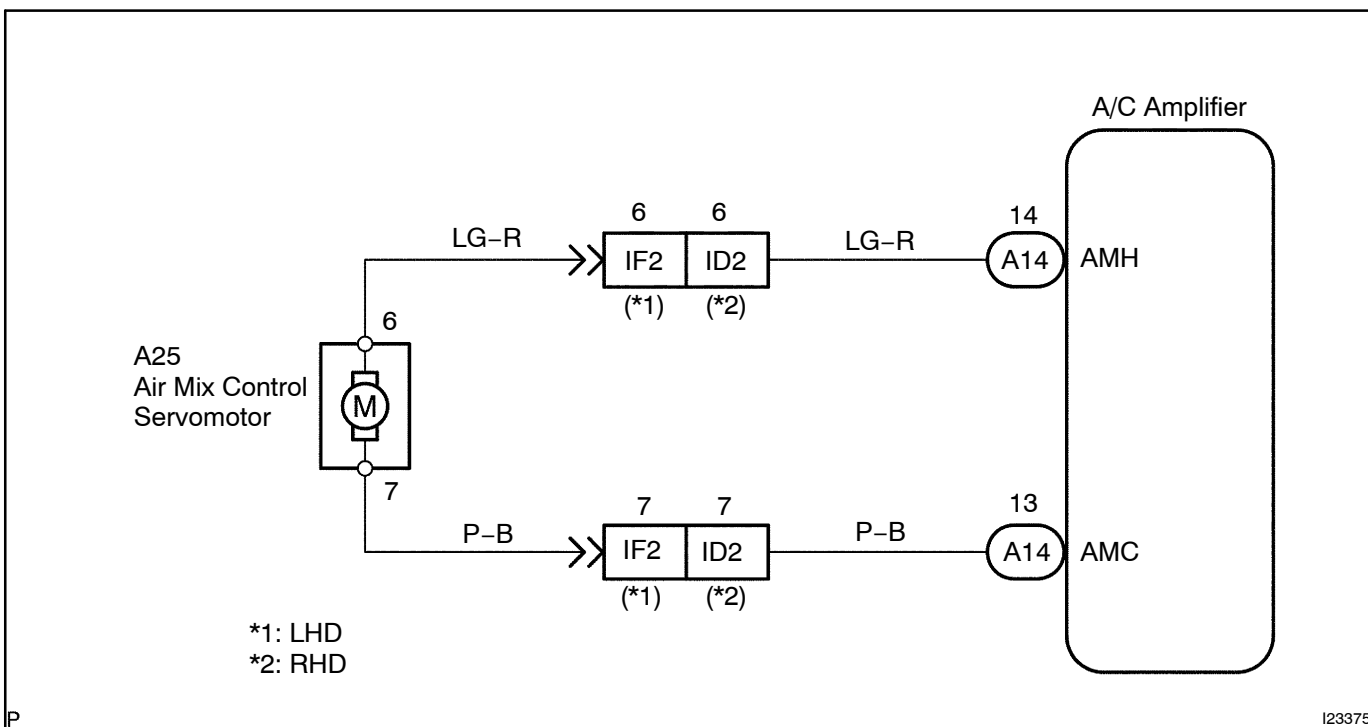 A/C Amplifier
6 6
14
LG−R
IF2 ID2
LG−R
A14
AMH
(*1) (*2)
6
A25
Air Mix Control
Servomotor
M
7
7 7
13
P−B
IF2 ID2
P−B
A14
AMC
(*1) (*2)
*1: LHD
*2: RHD
P
I23375